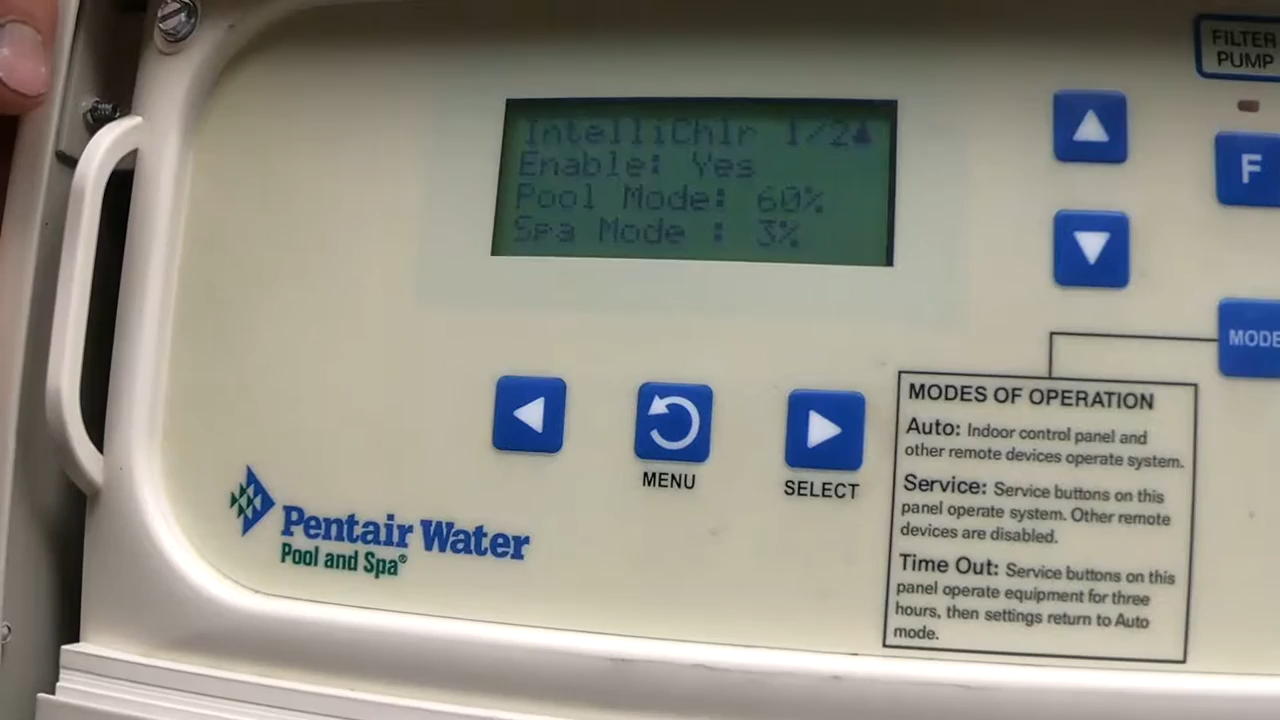 IntelliChlr 1/2
Enable: Yes
Pool Mode: 60%
Spa Mode : 3%
FILTER
PUMP
F
MODE
MENU
SELECT
MODES OF OPERATION
Auto: Indoor control panel and
other remote devices operate system.
Service: Service buttons on this
panel operate system. Other remote
devices are disabled.
Time Out: Service buttons on this
panel operate equipment for three
hours, then settings return to Auto
mode.
Pentair Water
Pool and Spa®